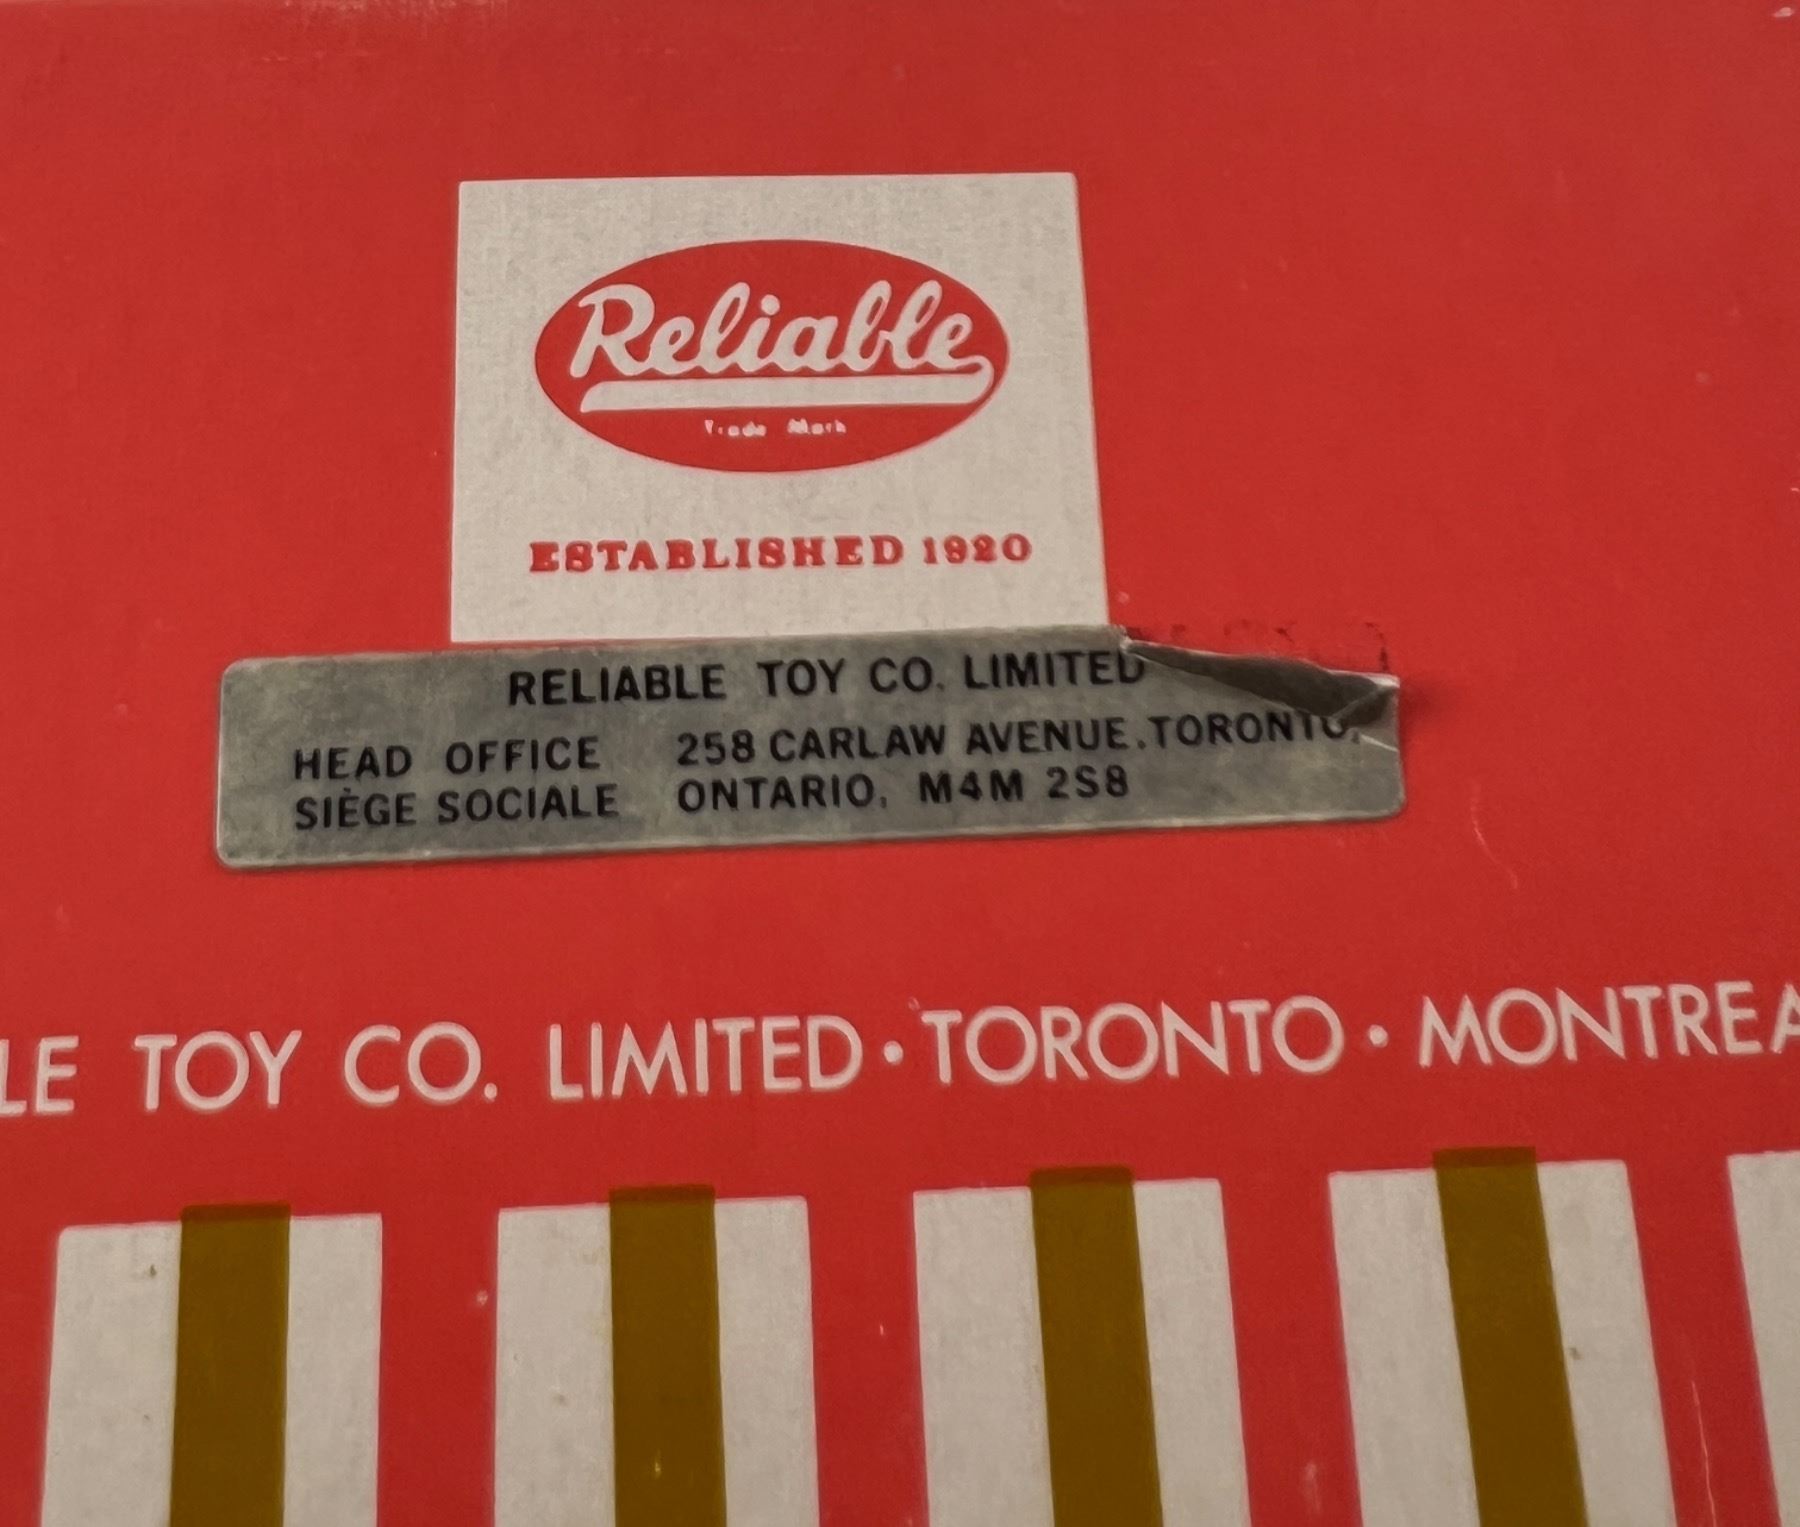 Reliable
Trade Mark
ESTABLISHED 1920
RELIABLE TOY CO. LIMITED
HEAD OFFICE 258 CARLAW AVENUE, TORONTO,
SIÈGE SOCIALE ONTARIO, M4M 2S8
LE TOY CO. LIMITED • TORONTO • MONTREA